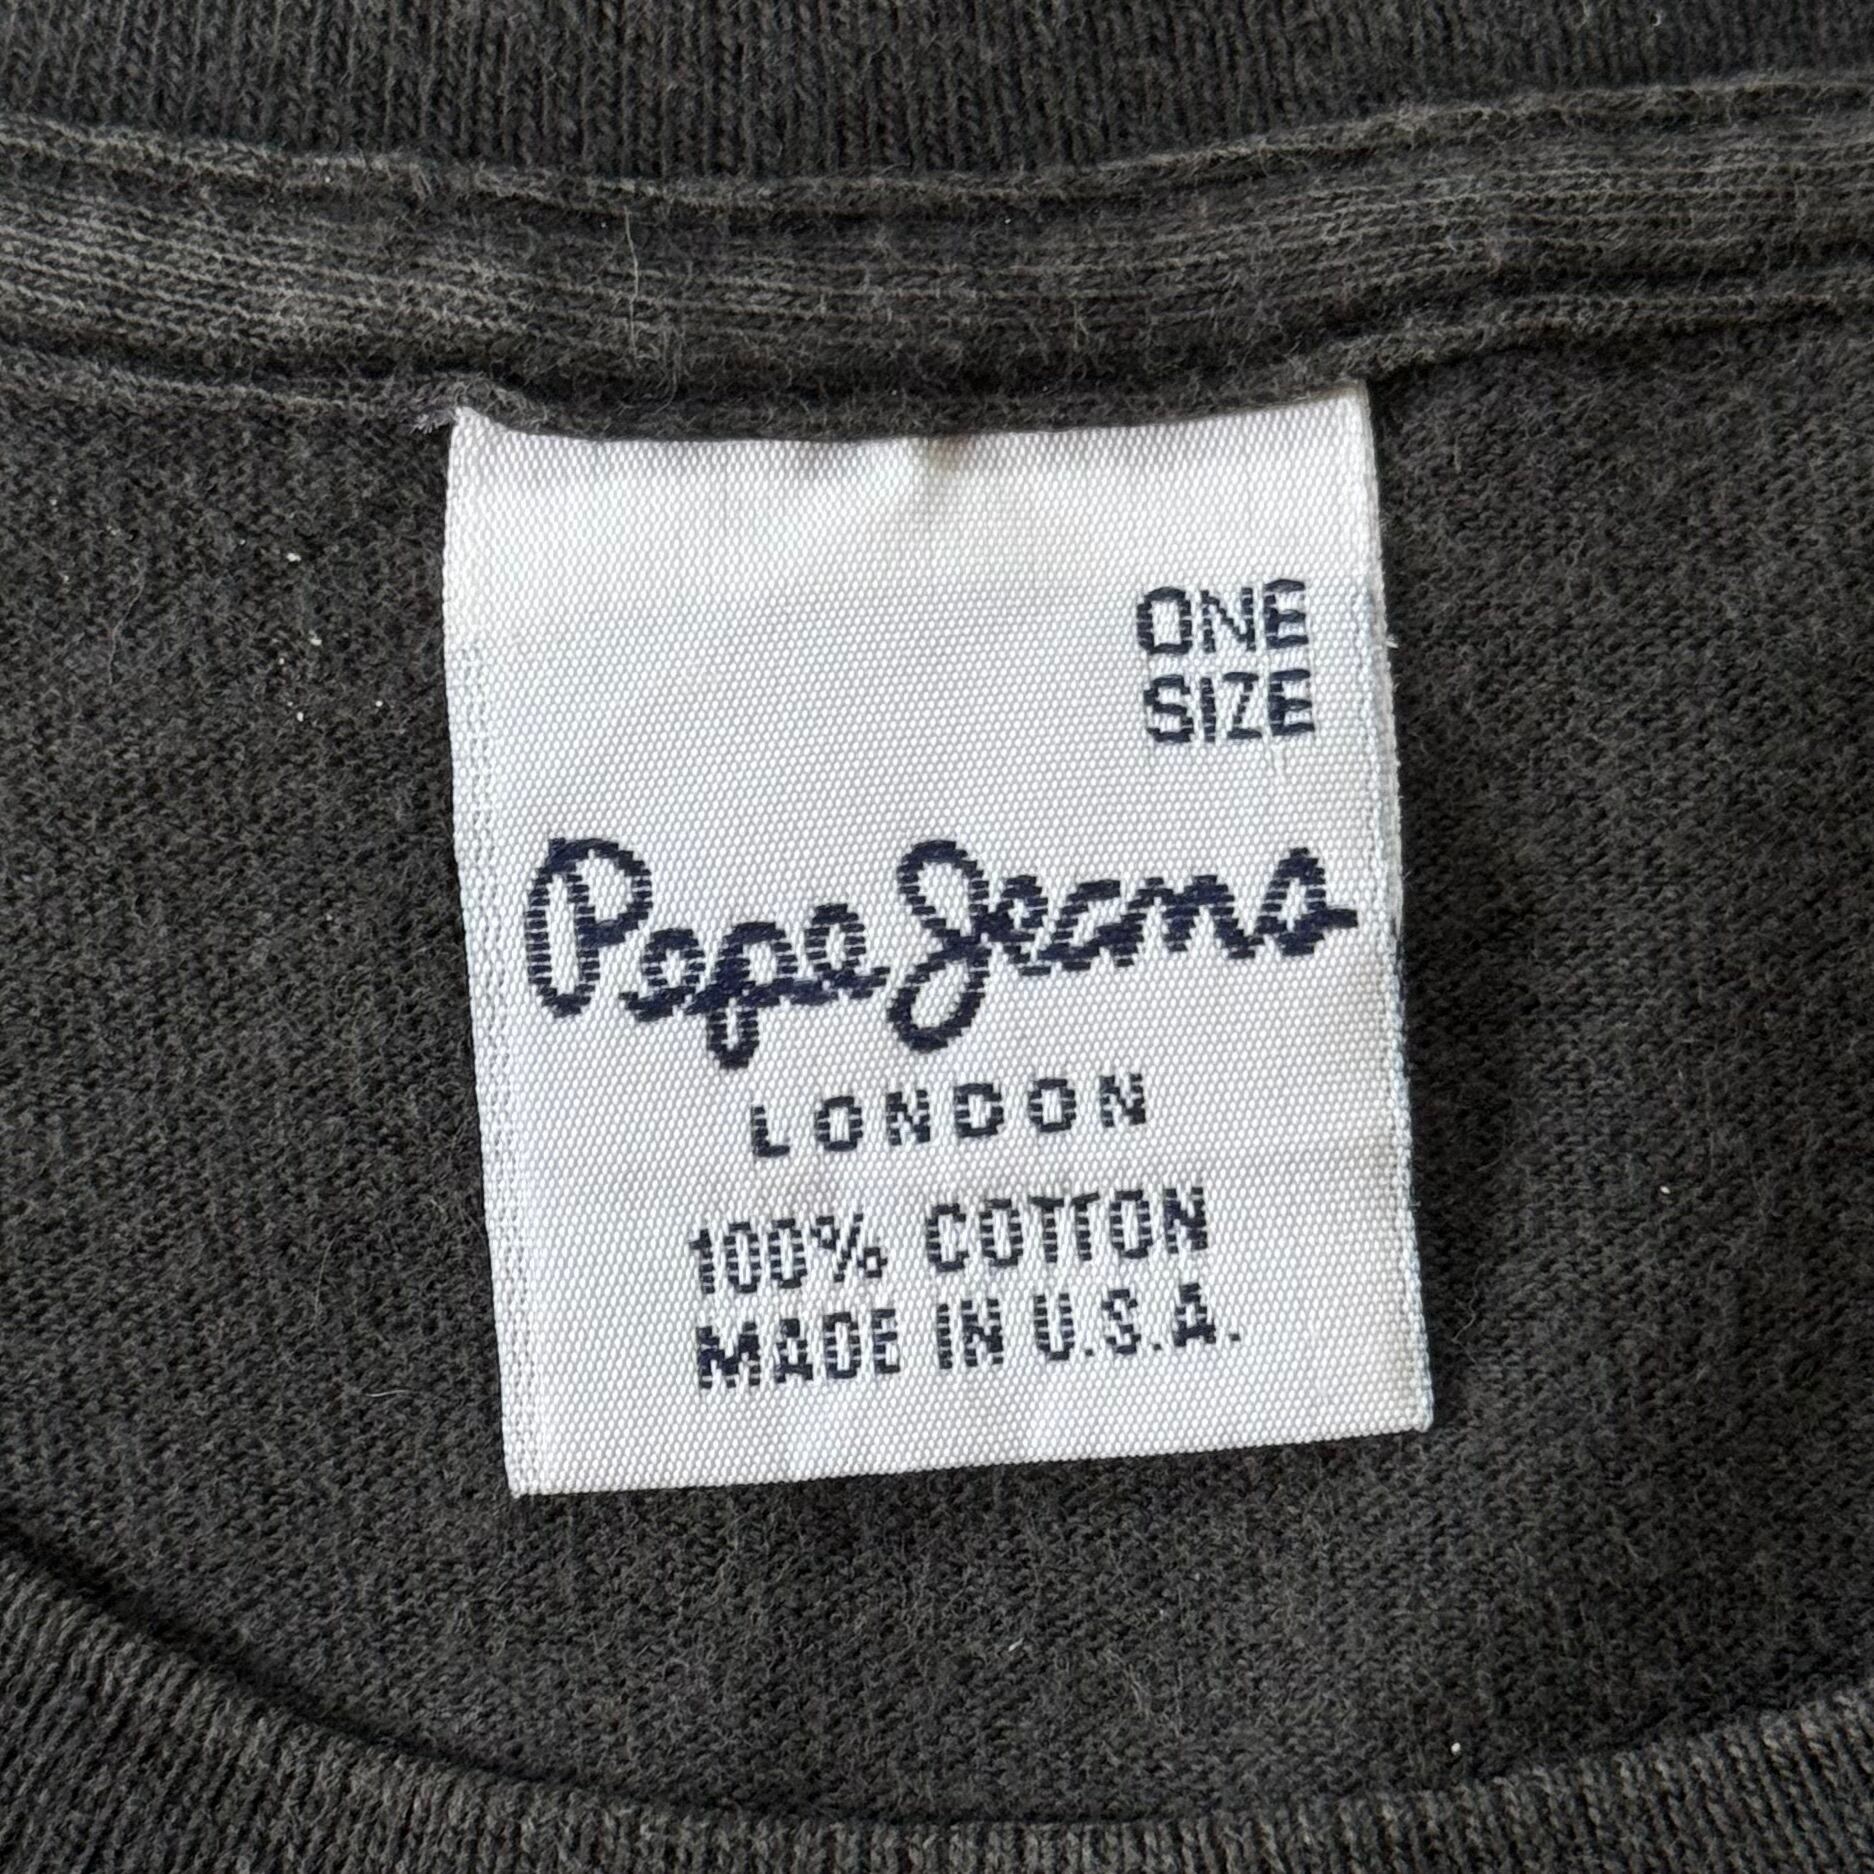 ONE
SIZE
Pepe Jeans
LONDON
100% COTTON
MADE IN U.S.A.